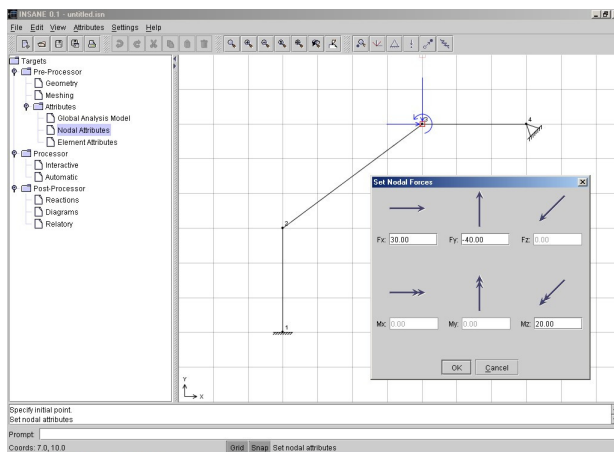 INSANE 0.1 - untitled.isn
File Edit View Attributes Settings Help
Targets
Pre-Processor
Geometry
Meshing
Attributes
Global Analysis Model
Nodal Attributes
Element Attributes
Processor
Interactive
Automatic
Post-Processor
Reactions
Diagrams
Relatory
4
2
1
Y
X
Set Nodal Forces
Fx: 30.00 Fy: -40.00 Fz: 0.00
Mx: 0.00 My: 0.00 Mz: 20.00
OK Cancel
Specify initial point.
Set nodal attributes
Prompt
Coords: 7.0, 10.0 Grid Snap Set nodal attributes